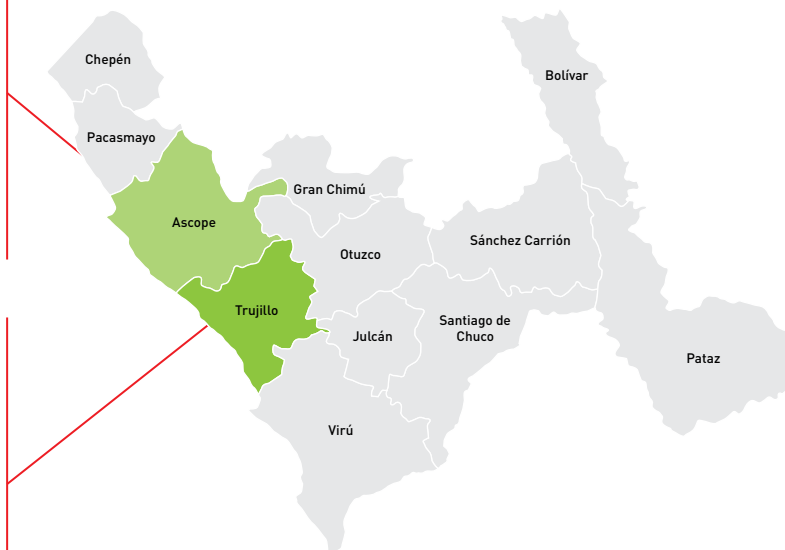 Chepén
Bolívar
Pacasmayo
Gran Chimú
Ascope
Sánchez Carrión
Otuzco
Trujillo
Santiago de
Chuco
Julcán
Pataz
Virú